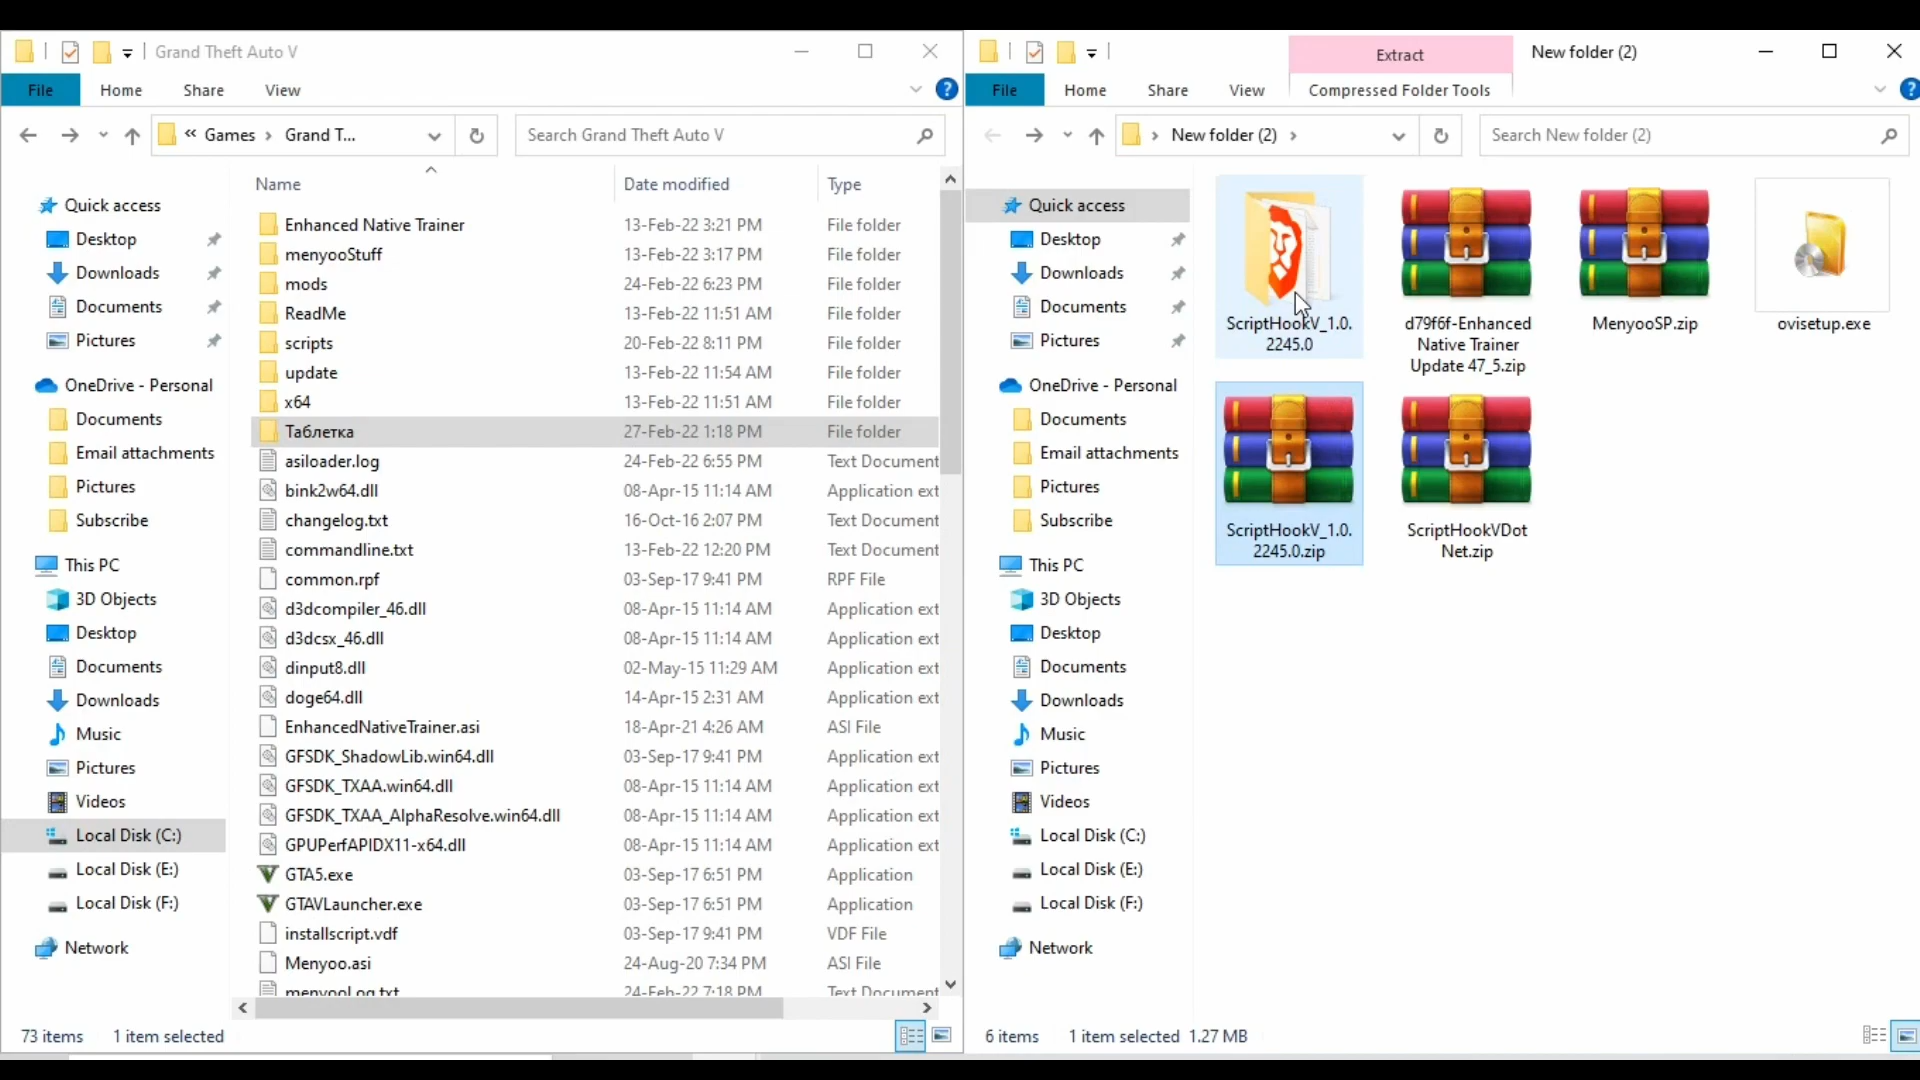 Grand Theft Auto V
File Home Share View
« Games › Grand T...
Search Grand Theft Auto V
Name Date modified Type
Quick access
Desktop
Downloads
Documents
Pictures
OneDrive - Personal
Documents
Email attachments
Pictures
Subscribe
This PC
3D Objects
Desktop
Documents
Downloads
Music
Pictures
Videos
Local Disk (C:)
Local Disk (E:)
Local Disk (F:)
Network
Enhanced Native Trainer 13-Feb-22 3:21 PM File folder
menyooStuff 13-Feb-22 3:17 PM File folder
mods 24-Feb-22 6:23 PM File folder
ReadMe 13-Feb-22 11:51 AM File folder
scripts 20-Feb-22 8:11 PM File folder
update 13-Feb-22 11:54 AM File folder
x64 13-Feb-22 11:51 AM File folder
Таблетка 27-Feb-22 1:18 PM File folder
asiloader.log 24-Feb-22 6:55 PM Text Document
bink2w64.dll 08-Apr-15 11:14 AM Application ext
changelog.txt 16-Oct-16 2:07 PM Text Document
commandline.txt 13-Feb-22 12:20 PM Text Document
common.rpf 03-Sep-17 9:41 PM RPF File
d3dcompiler_46.dll 08-Apr-15 11:14 AM Application ext
d3dcsx_46.dll 08-Apr-15 11:14 AM Application ext
dinput8.dll 02-May-15 11:29 AM Application ext
doge64.dll 14-Apr-15 2:31 AM Application ext
EnhancedNativeTrainer.asi 18-Apr-21 4:26 AM ASI File
GFSDK_ShadowLib.win64.dll 03-Sep-17 9:41 PM Application ext
GFSDK_TXAA.win64.dll 08-Apr-15 11:14 AM Application ext
GFSDK_TXAA_AlphaResolve.win64.dll 08-Apr-15 11:14 AM Application ext
GPUPerfAPIDX11-x64.dll 08-Apr-15 11:14 AM Application ext
GTA5.exe 03-Sep-17 6:51 PM Application
GTAVLauncher.exe 03-Sep-17 6:51 PM Application
installscript.vdf 03-Sep-17 9:41 PM VDF File
Menyoo.asi 24-Aug-20 7:34 PM ASI File
menyooLog.txt 24-Feb-22 7:18 PM Text Document
73 items 1 item selected
Extract New folder (2)
File Home Share View Compressed Folder Tools
› New folder (2) ›
Search New folder (2)
Quick access
Desktop
Downloads
Documents
Pictures
OneDrive - Personal
Documents
Email attachments
Pictures
Subscribe
This PC
3D Objects
Desktop
Documents
Downloads
Music
Pictures
Videos
Local Disk (C:)
Local Disk (E:)
Local Disk (F:)
Network
ScriptHookV_1.0.
2245.0
d79f6f-Enhanced
Native Trainer
Update 47_5.zip
MenyooSP.zip
ovisetup.exe
ScriptHookV_1.0.
2245.0.zip
ScriptHookVDot
Net.zip
6 items 1 item selected 1.27 MB